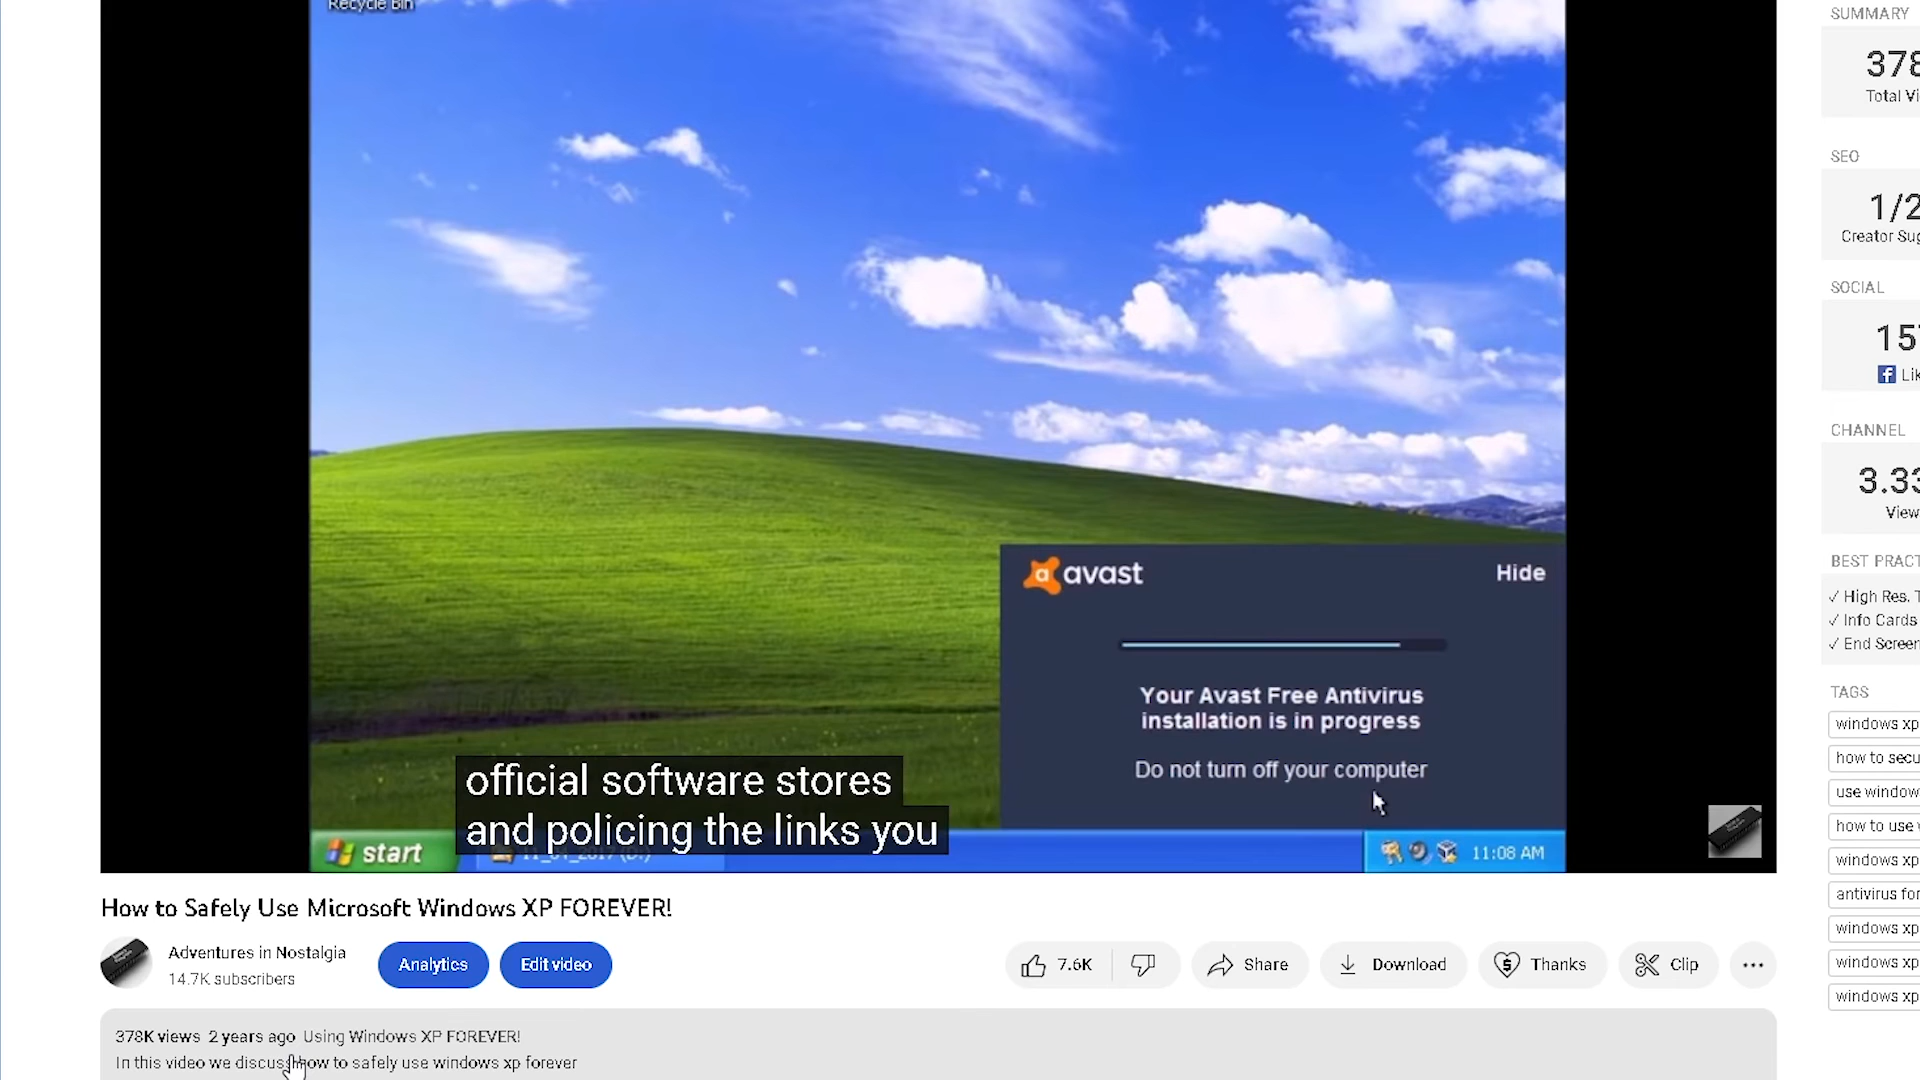 Recycle Bin
avast
Hide
Your Avast Free Antivirus
installation is in progress
Do not turn off your computer
official software stores
and policing the links you
start
11:08 AM
How to Safely Use Microsoft Windows XP FOREVER!
Adventures in Nostalgia
14.7K subscribers
Analytics
Edit video
7.6K
Share
Download
Thanks
Clip
378K views 2 years ago Using Windows XP FOREVER!
In this video we discuss how to safely use windows xp forever
SUMMARY
378
Total Vi
SEO
1/2
Creator Sug
SOCIAL
15
Lik
CHANNEL
3.33
View
BEST PRACT
✓ High Res. T
✓ Info Cards
✓ End Screen
TAGS
windows xp
how to secu
use window
how to use
windows xp
antivirus for
windows xp
windows xp
windows xp